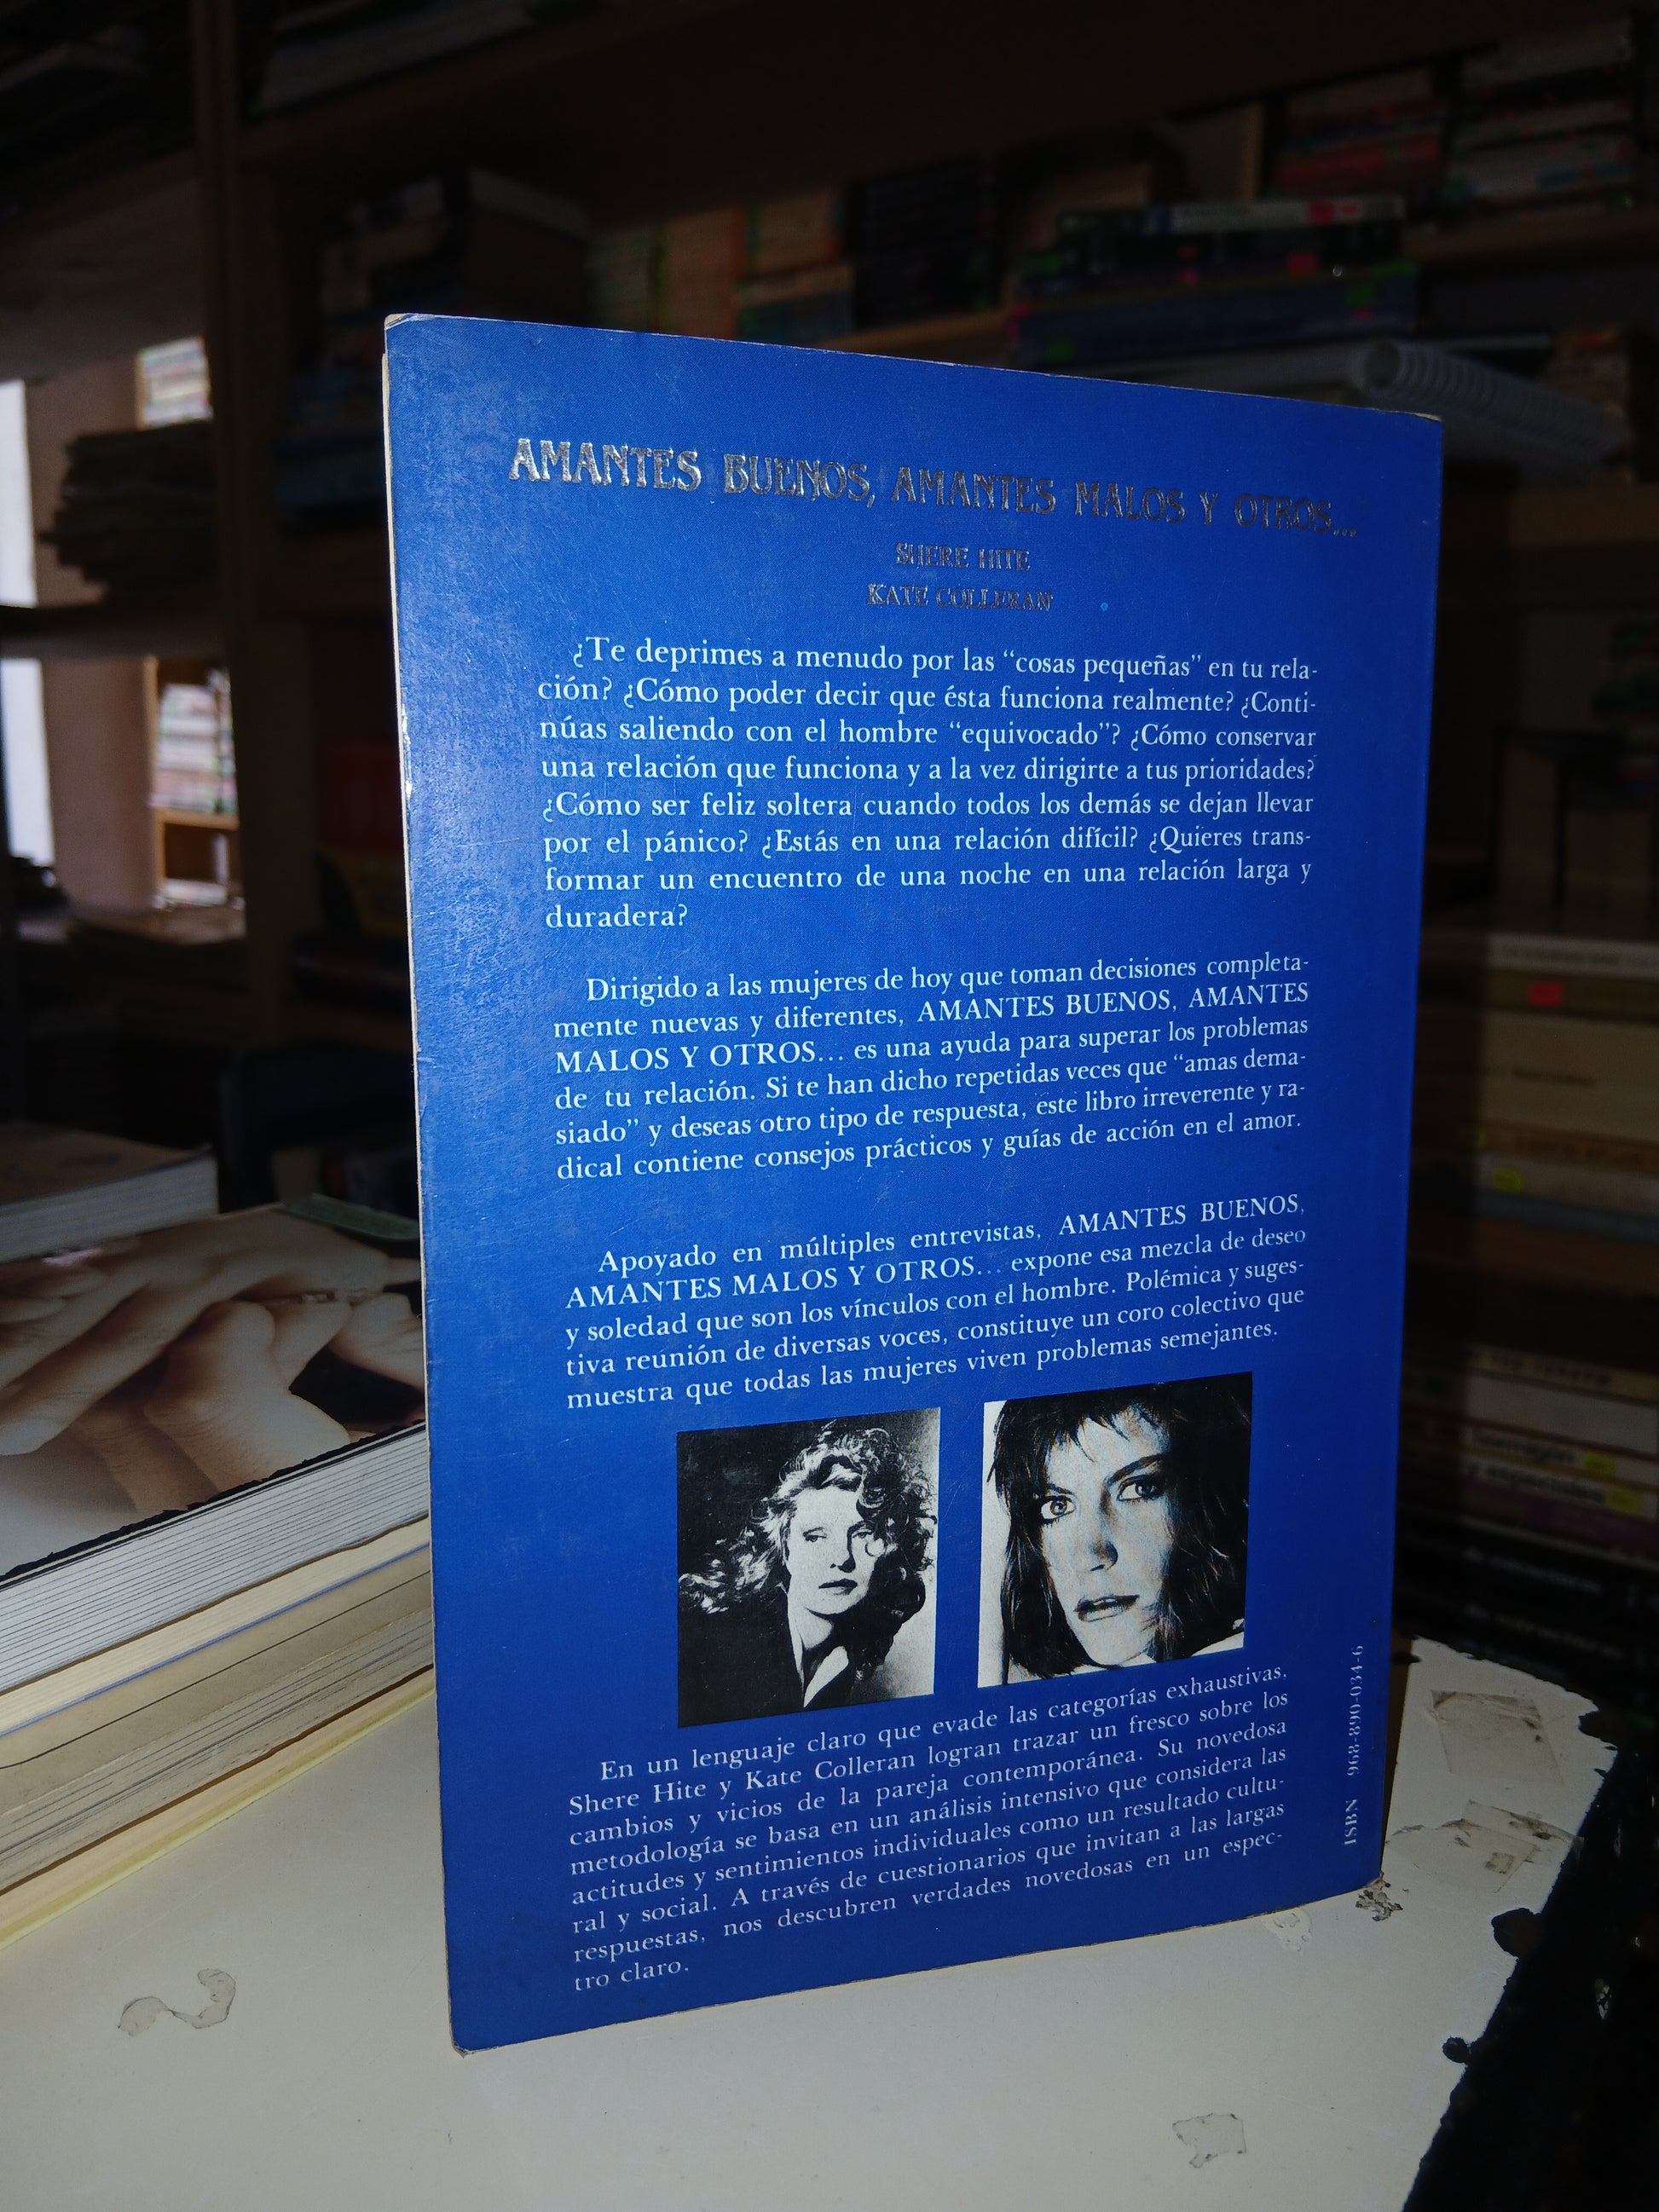 AMANTES BUENOS, AMANTES MALOS Y OTROS...
SHERE HITE
KATE COLLERAN
¿Te deprimes a menudo por las “cosas pequeñas” en tu rela-
ción? ¿Cómo poder decir que ésta funciona realmente? ¿Conti-
núas saliendo con el hombre “equivocado”? ¿Cómo conservar
una relación que funciona y a la vez dirigirte a tus prioridades?
¿Cómo ser feliz soltera cuando todos los demás se dejan llevar
por el pánico? ¿Estás en una relación difícil? ¿Quieres trans-
formar un encuentro de una noche en una relación larga y
duradera?
Dirigido a las mujeres de hoy que toman decisiones completa-
mente nuevas y diferentes, AMANTES BUENOS, AMANTES
MALOS Y OTROS... es una ayuda para superar los problemas
de tu relación. Si te han dicho repetidas veces que “amas dema-
siado” y deseas otro tipo de respuesta, este libro irreverente y ra-
dical contiene consejos prácticos y guías de acción en el amor.
Apoyado en múltiples entrevistas, AMANTES BUENOS,
AMANTES MALOS Y OTROS... expone esa mezcla de deseo
y soledad que son los vínculos con el hombre. Polémica y suges-
tiva reunión de diversas voces, constituye un coro colectivo que
muestra que todas las mujeres viven problemas semejantes.
En un lenguaje claro que evade las categorías exhaustivas,
Shere Hite y Kate Colleran logran trazar un fresco sobre los
cambios y vicios de la pareja contemporánea. Su novedosa
metodología se basa en un análisis intensivo que considera las
actitudes y sentimientos individuales como un resultado cultu-
ral y social. A través de cuestionarios que invitan a las largas
respuestas, nos descubren verdades novedosas en un espec-
tro claro.
ISBN 968-890-034-6